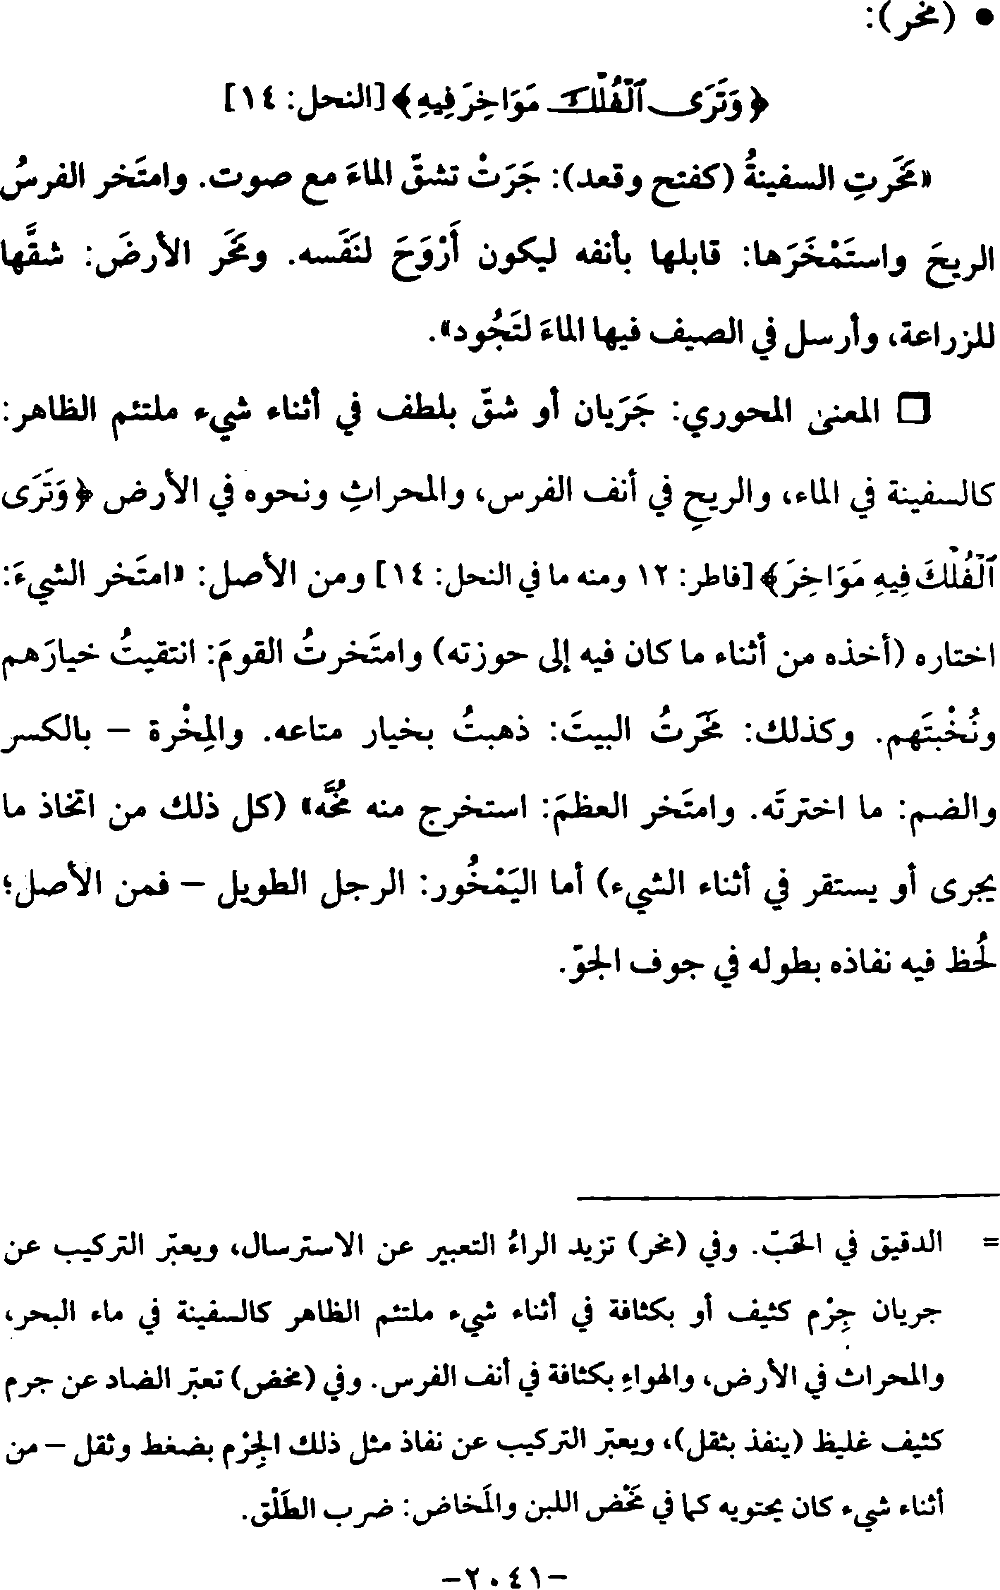 • (مخر):
﴿وَتَرَى ٱلْفُلْكَ مَوَاخِرَ فِيهِ﴾ [النحل: ١٤]
«مَخَرتِ السفينةُ (كفتح وقعد): جَرَتْ تشقّ الماءَ مع صوت. وامتَخر الفرسُ
الريحَ واستَمْخَرَها: قابلها بأنفه ليكون أَرْوَحَ لنَفَسه. ومَخَر الأرضَ: شقَّها
للزراعة، وأرسل في الصيف فيها الماءَ لتَجُود».
□ المعنىٰ المحوري: جَرَيان أو شقّ بلطف في أثناء شيء ملتئم الظاهر:
كالسفينة في الماء، والريحِ في أنف الفرس، والمحراثِ ونحوه في الأرض ﴿وَتَرَى
ٱلْفُلْكَ فِيهِ مَوَاخِرَ﴾ [فاطر: ١٢ ومنه ما في النحل: ١٤] ومن الأصل: «امتَخر الشيءَ:
اختاره (أخذه من أثناء ما كان فيه إلى حوزته) وامتَخرتُ القومَ: انتقيتُ خيارَهم
ونُخْبتَهم. وكذلك: مَخَرتُ البيتَ: ذهبتُ بخيار متاعه. والمِخْرة – بالكسر
والضم: ما اخترتَه. وامتَخر العظمَ: استخرج منه مُخَّه» (كل ذلك من اتخاذ ما
يجرى أو يستقر في أثناء الشيء) أما اليَمْخُور: الرجل الطويل – فمن الأصل؛
لُحظ فيه نفاذه بطوله في جوف الجوّ.
= الدقيق في الحَبّ. وفي (مخر) تزيد الراءُ التعبير عن الاسترسال، ويعبّر التركيب عن
جريان جِرْم كثيف أو بكثافة في أثناء شيء ملتئم الظاهر كالسفينة في ماء البحر،
والمحراث في الأرض، والهواءِ بكثافة في أنف الفرس. وفي (مخض) تعبّر الضاد عن جرم
كثيف غليظ (ينفذ بثقل)، ويعبّر التركيب عن نفاذ مثل ذلك الجِرْم بضغط وثقل – من
أثناء شيء كان يحتويه كما في مَخْض اللبن والمَخاض: ضرب الطَلْق.
-٢٠٤١-